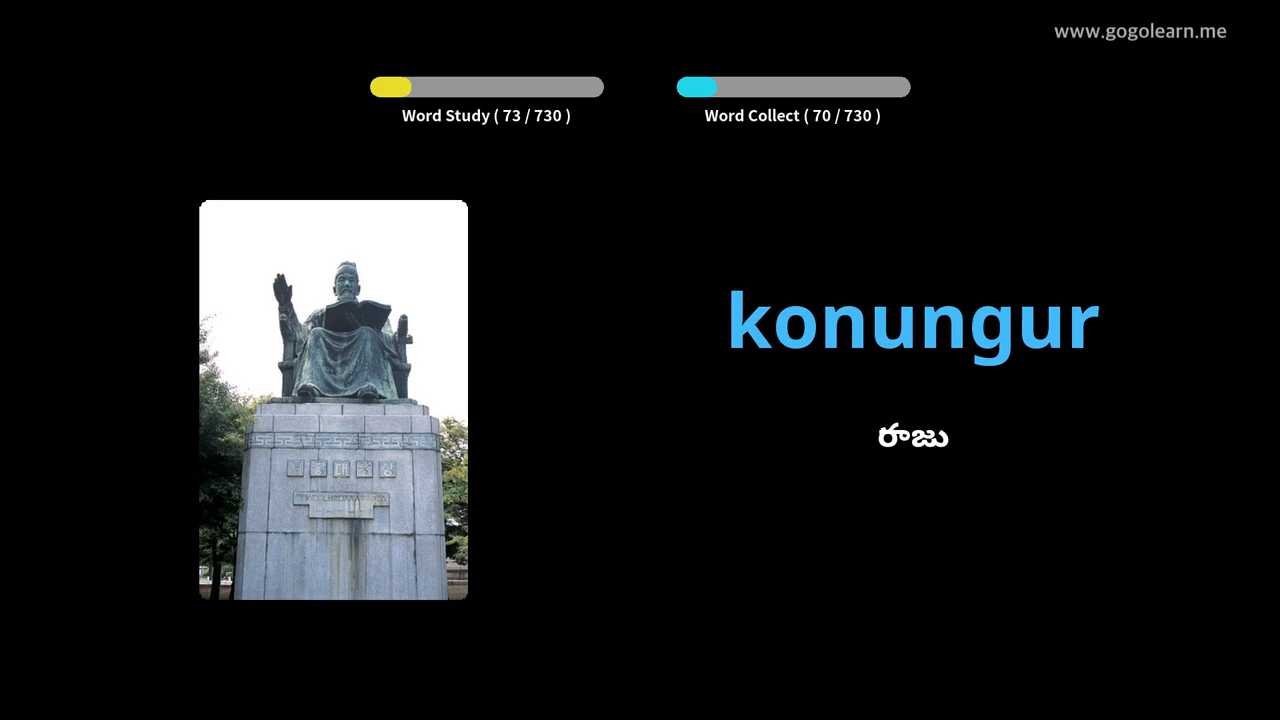 www.gogolearn.me
Word Study ( 73 / 730 )
Word Collect ( 70 / 730 )
konungur
రాజు